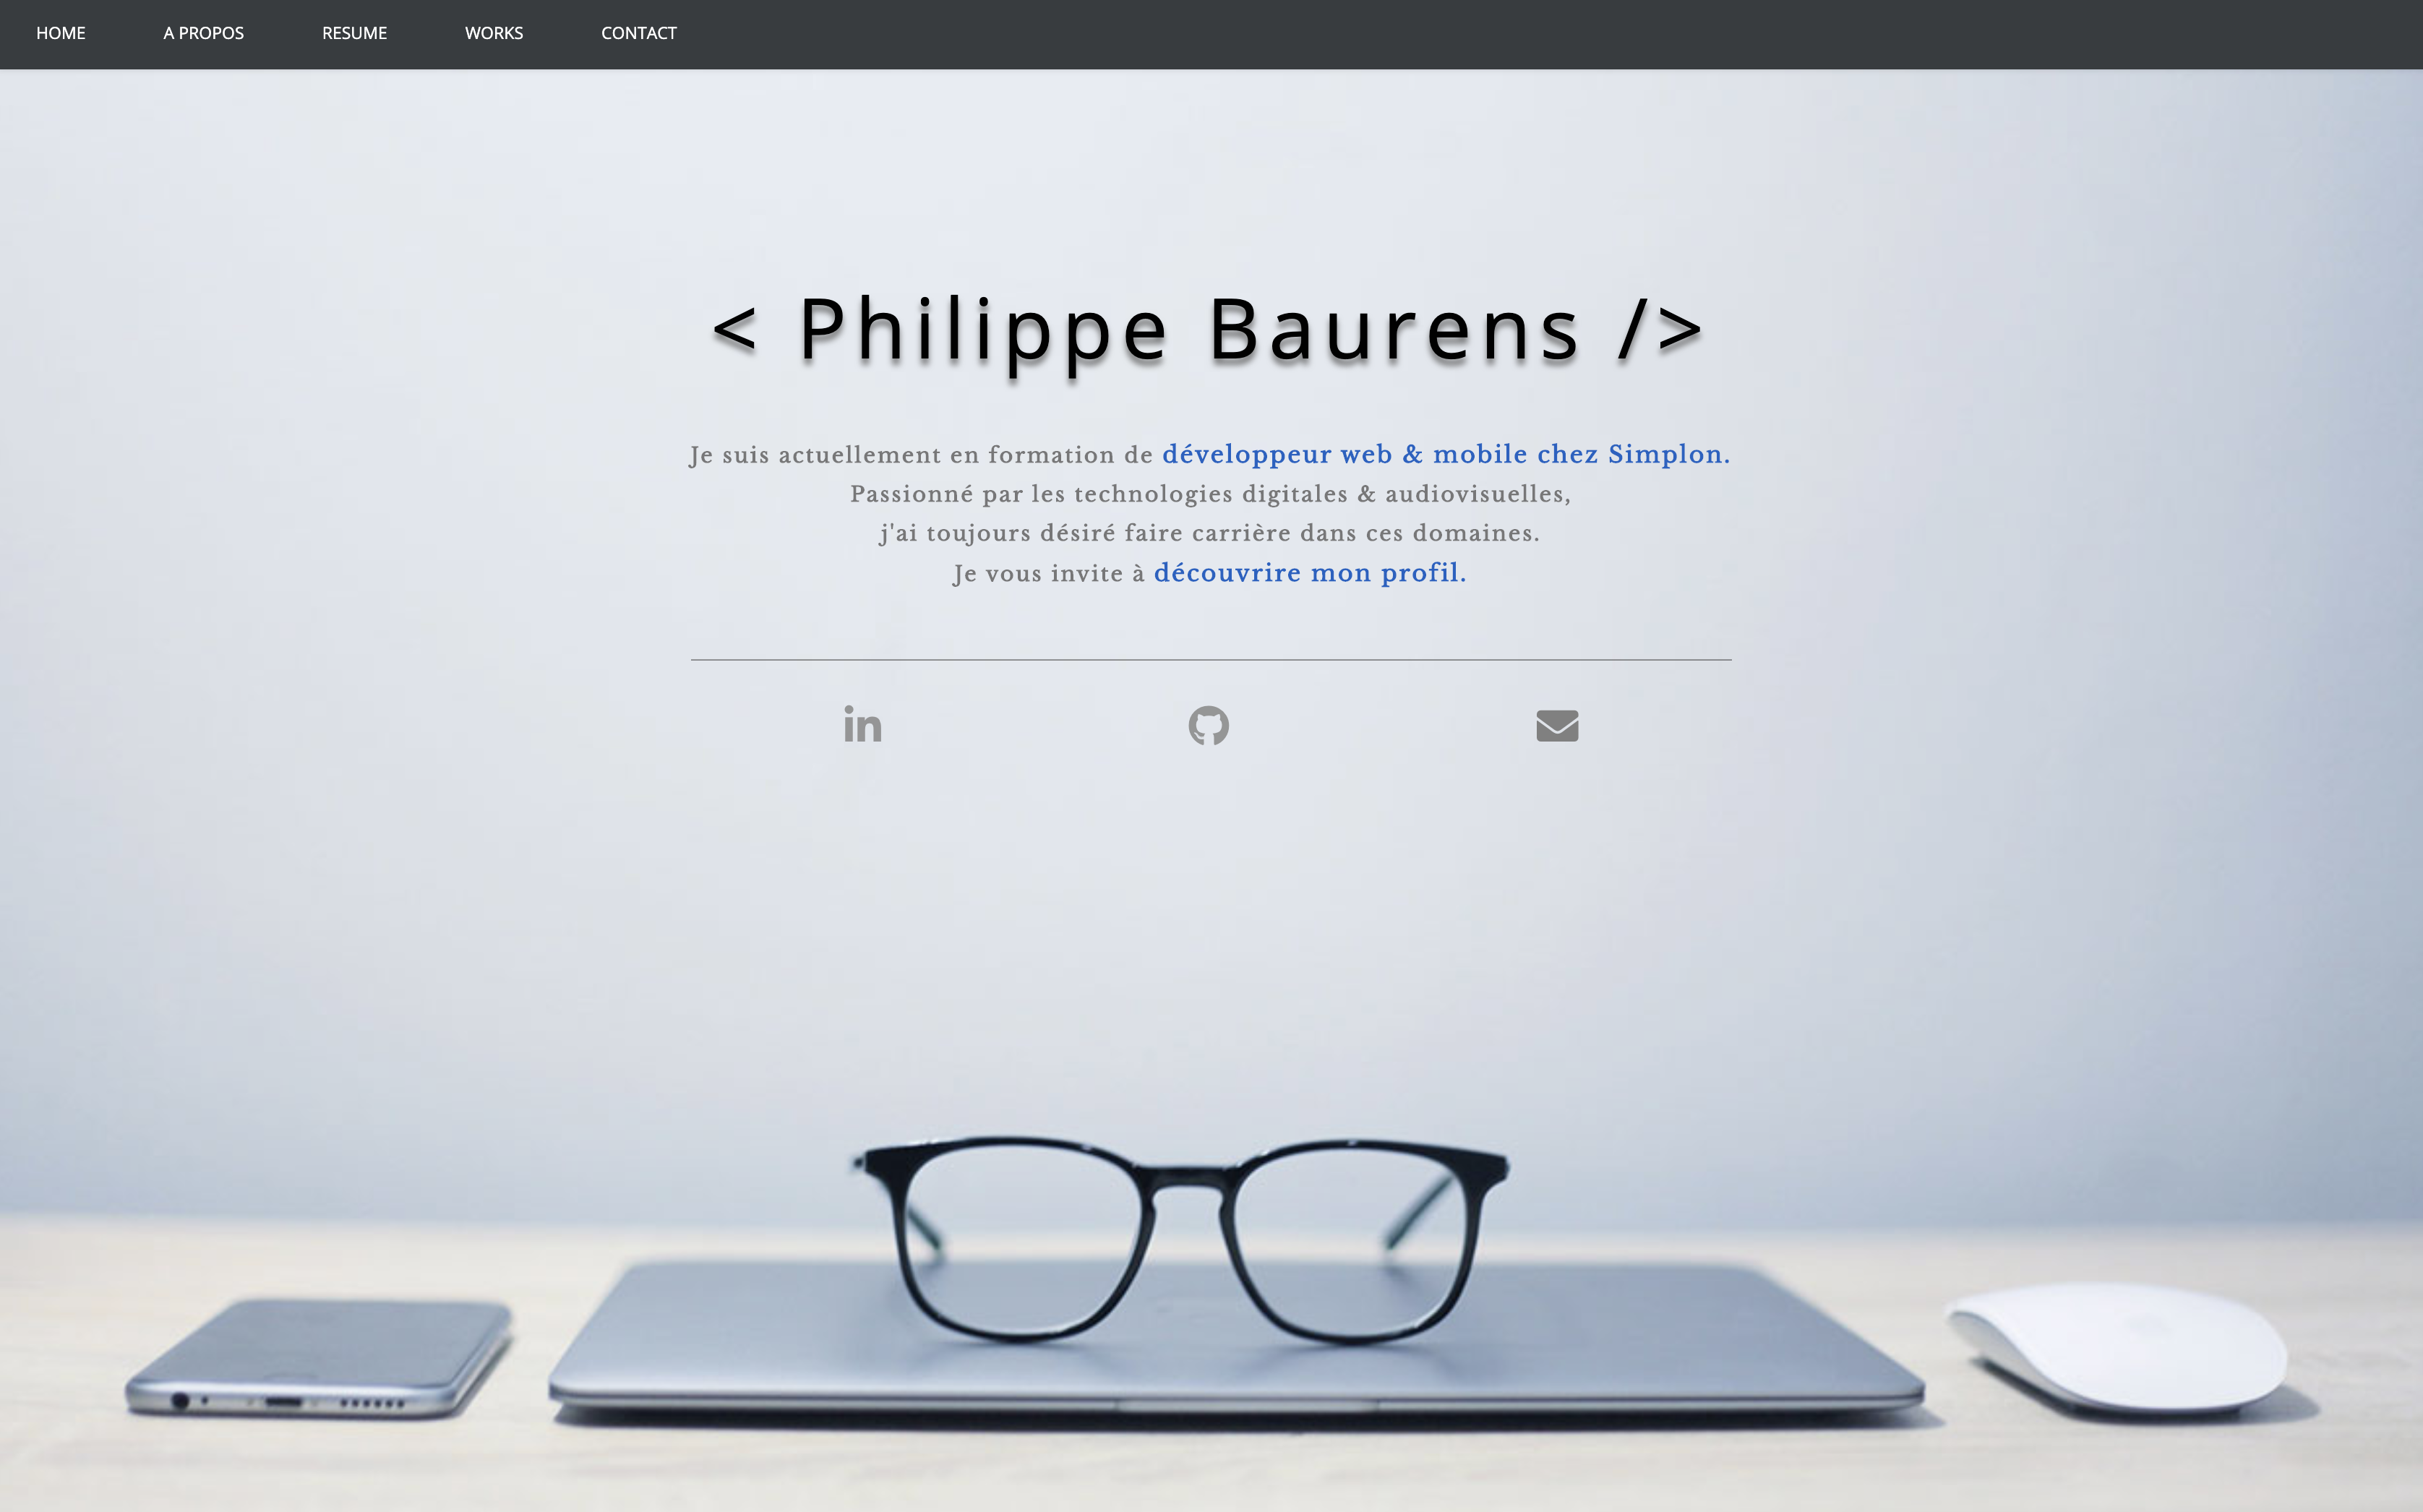 HOME A PROPOS RESUME WORKS CONTACT
< Philippe Baurens />
Je suis actuellement en formation de développeur web & mobile chez Simplon.
Passionné par les technologies digitales & audiovisuelles,
j'ai toujours désiré faire carrière dans ces domaines.
Je vous invite à découvrire mon profil.
in